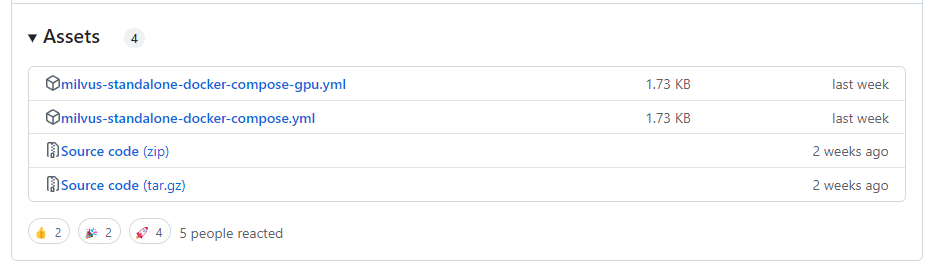 Assets 4
milvus-standalone-docker-compose-gpu.yml 1.73 KB last week
milvus-standalone-docker-compose.yml 1.73 KB last week
Source code (zip) 2 weeks ago
Source code (tar.gz) 2 weeks ago
👍 2 🎉 2 🚀 4 5 people reacted